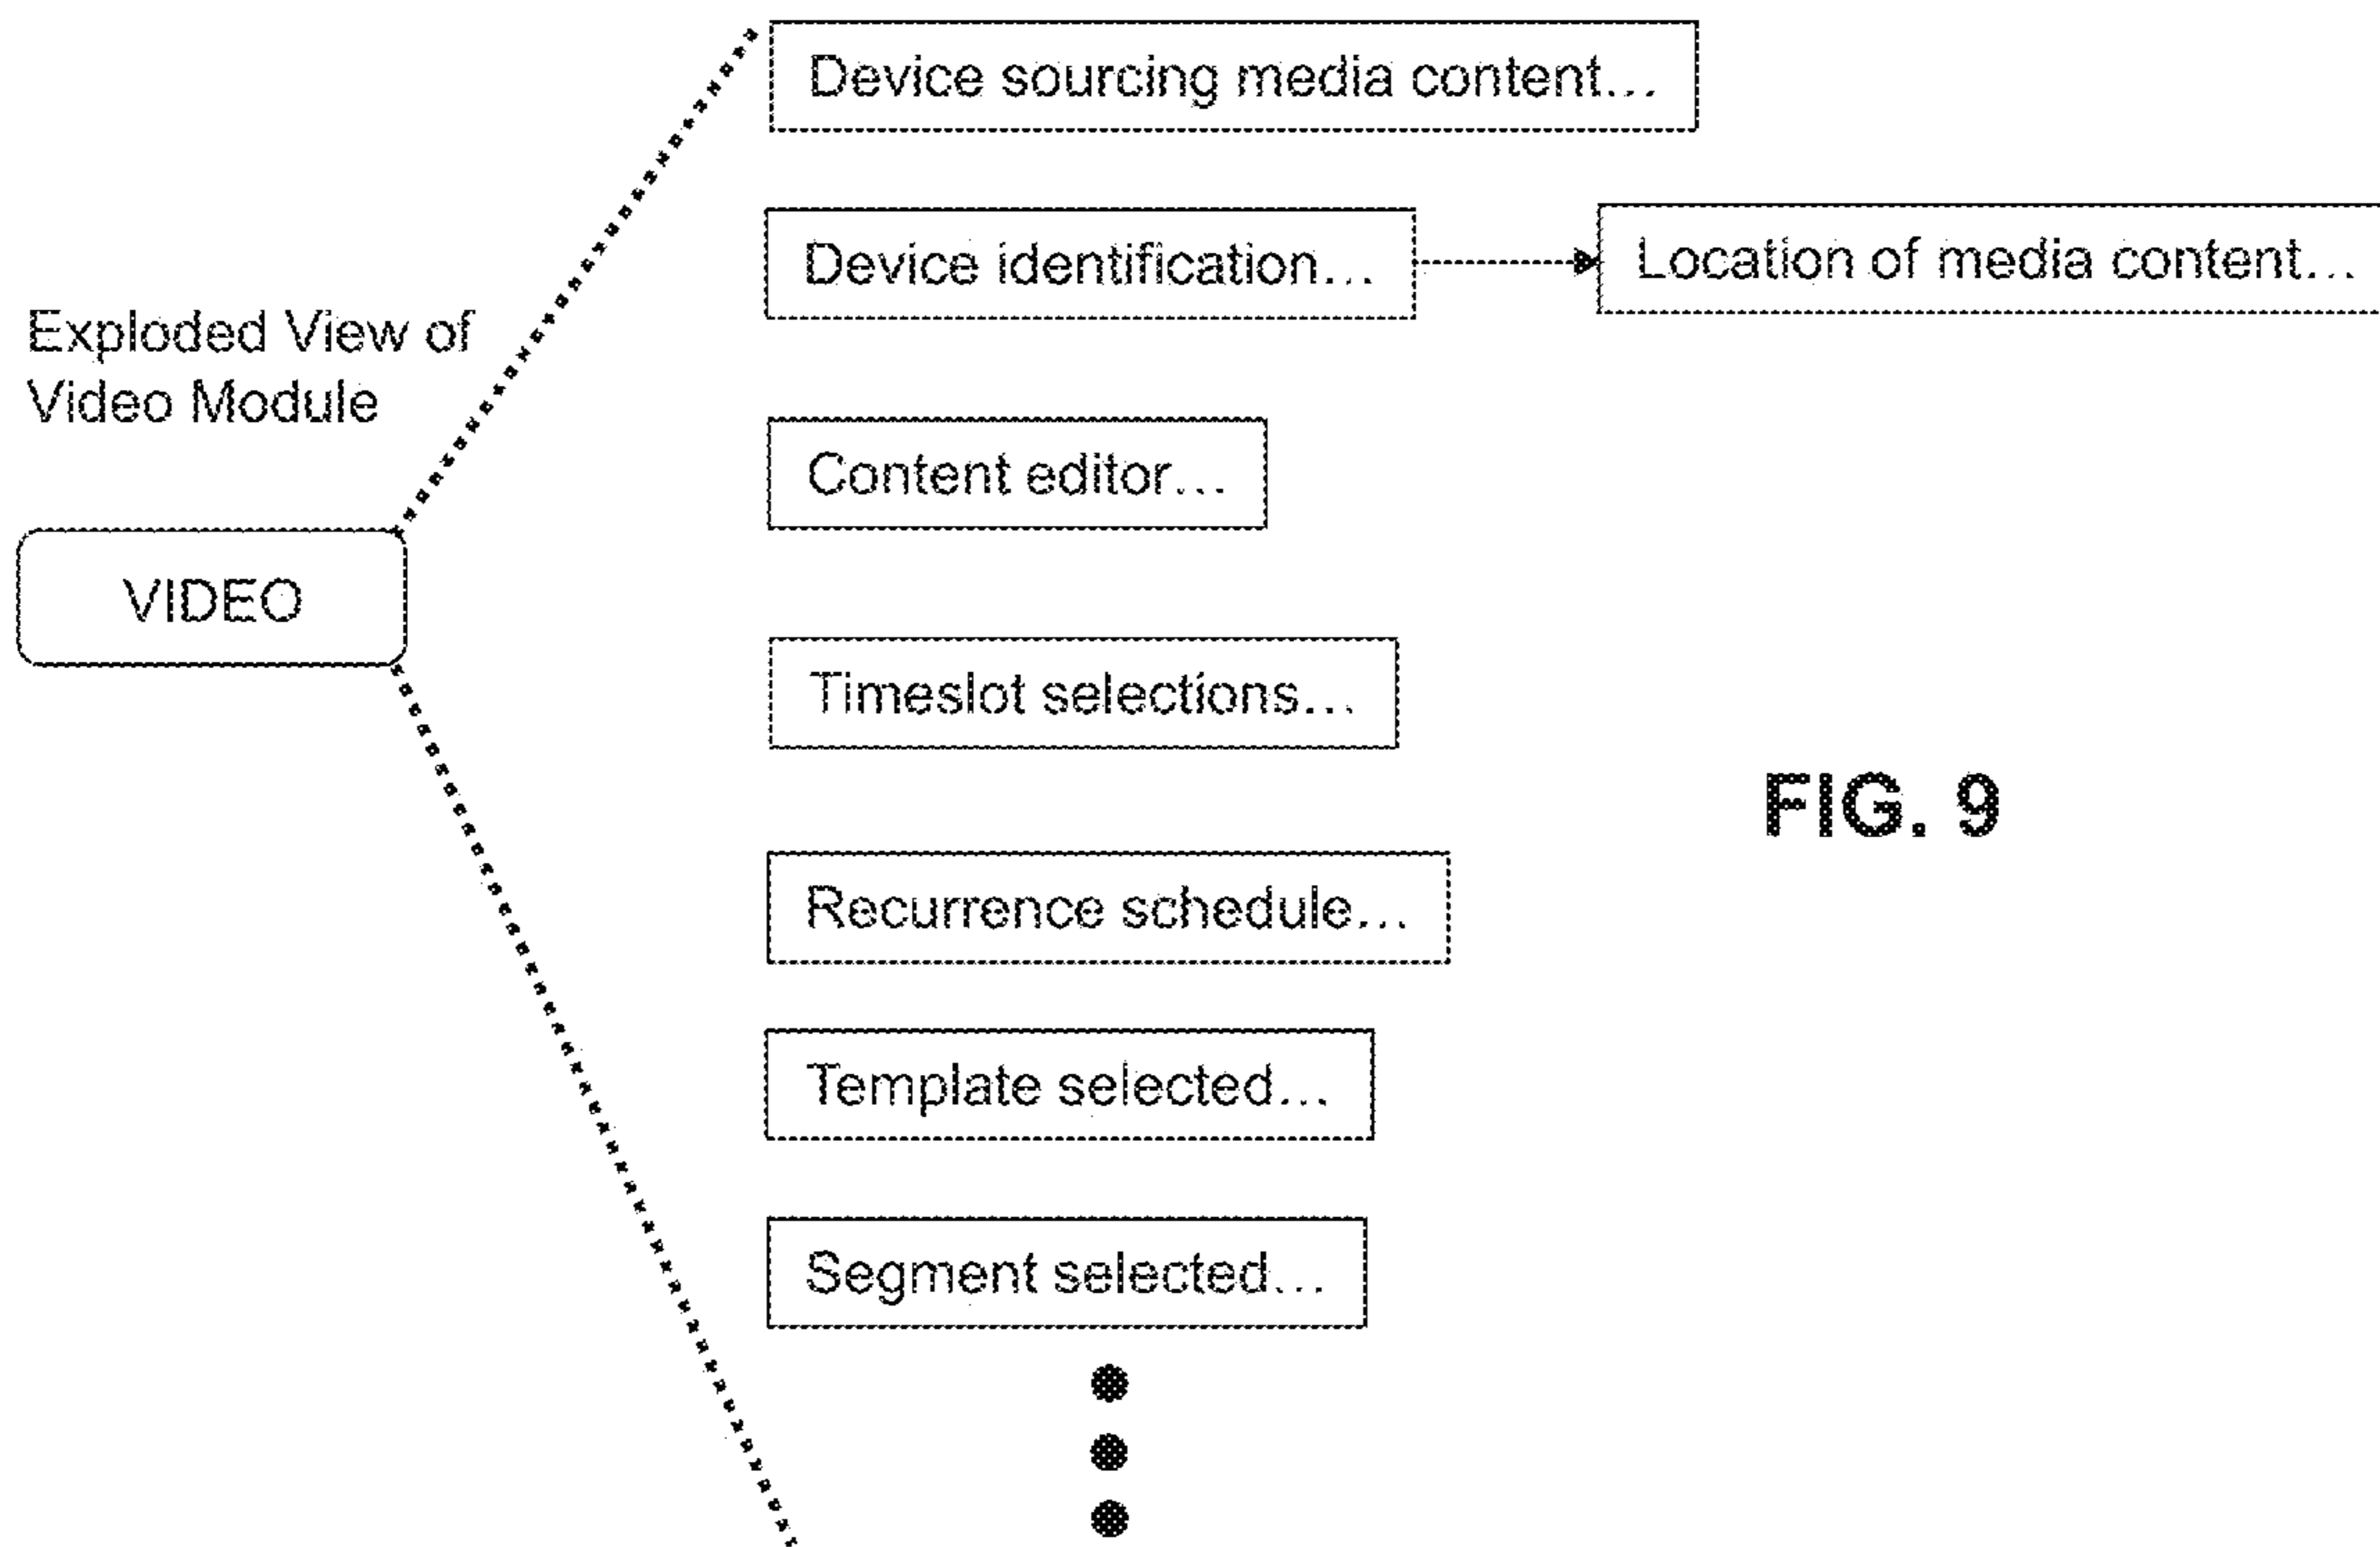 Device sourcing media content...
Device identification...
Location of media content...
Exploded View of
Video Module
Content editor...
VIDEO
Timeslot selections...
FIG. 9
Recurrence schedule...
Template selected...
Segment selected...